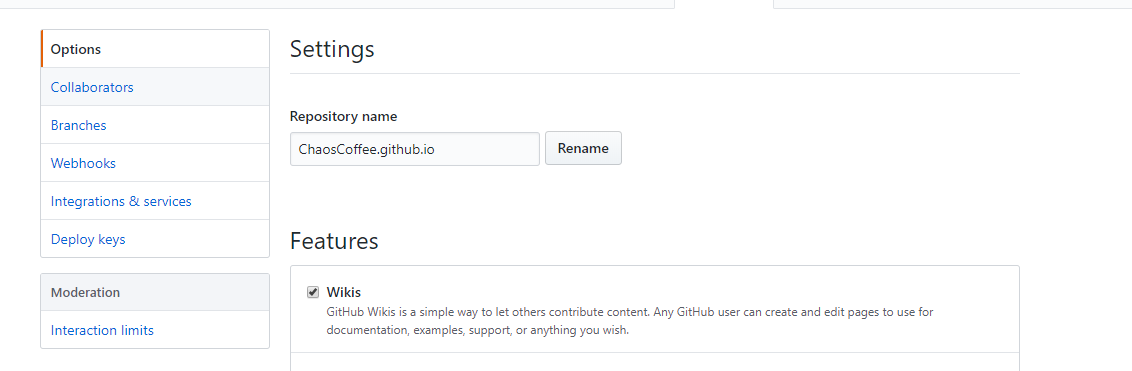 Options
Collaborators
Branches
Webhooks
Integrations & services
Deploy keys
Moderation
Interaction limits
Settings
Repository name
ChaosCoffee.github.io
Rename
Features
Wikis
GitHub Wikis is a simple way to let others contribute content. Any GitHub user can create and edit pages to use for
documentation, examples, support, or anything you wish.